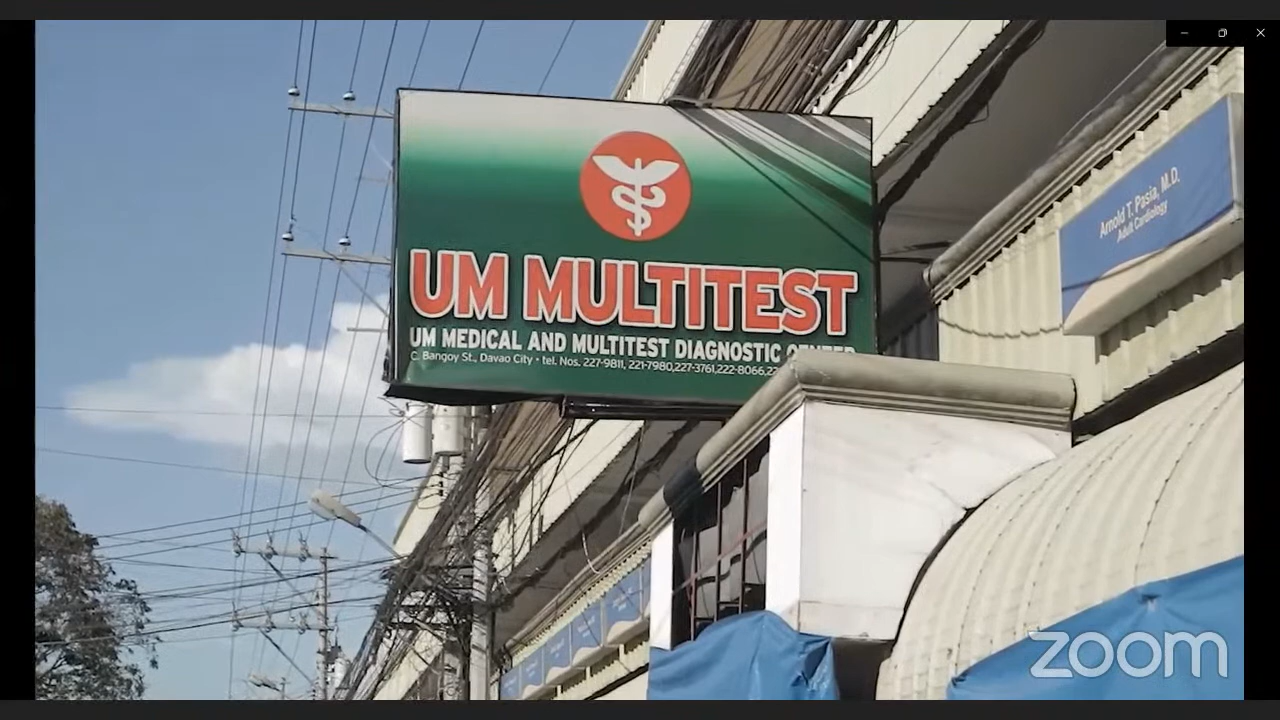 UM MULTITEST
UM MEDICAL AND MULTITEST DIAGNOSTIC CENTER
C. Bangoy St., Davao City • tel. Nos. 227-9811, 221-7980,227-3761,222-8066,
Arnold T. Pasia, M.D.
Adult Cardiology
zoom